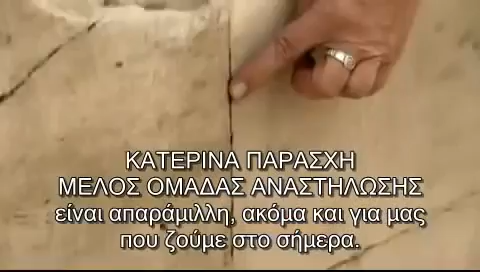 ΚΑΤΕΡΙΝΑ ΠΑΡΑΣΧΗ
ΜΕΛΟΣ ΟΜΑΔΑΣ ΑΝΑΣΤΗΛΩΣΗΣ
είναι απαράμιλλη, ακόμα και για μας
που ζούμε στο σήμερα.